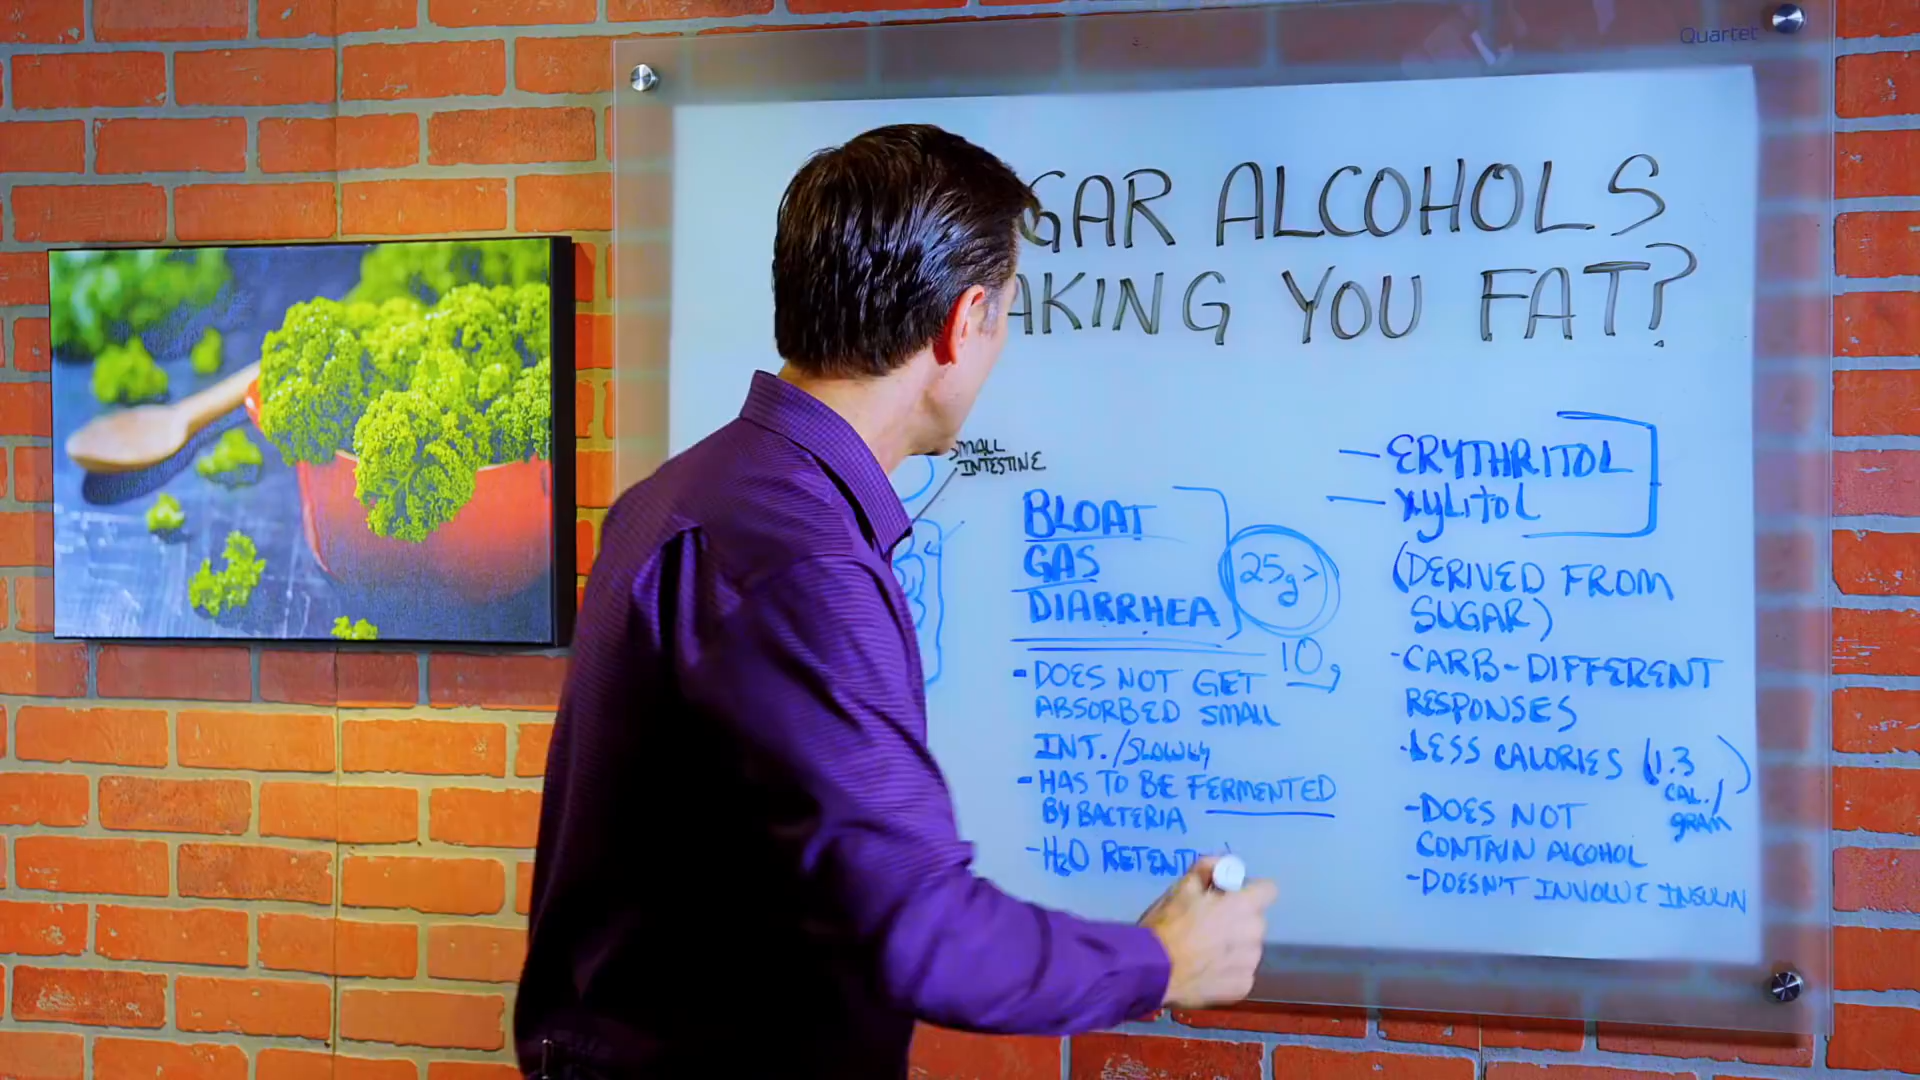 Quartet
GAR ALCOHOLS
AKING YOU FAT?
SMALL
INTESTINE
BLOAT
GAS
DIARRHEA
25g>
10g
-DOES NOT GET
ABSORBED SMALL
INT./SLOWLY
-HAS TO BE FERMENTED
BY BACTERIA
-H2O RETENT
- ERYTHRITOL
- XYLITOL
(DERIVED FROM
SUGAR)
-CARB-DIFFERENT
RESPONSES
-LESS CALORIES (1.3
CAL./
GRAM)
-DOES NOT
CONTAIN ALCOHOL
-DOESN'T INVOLVE INSULIN